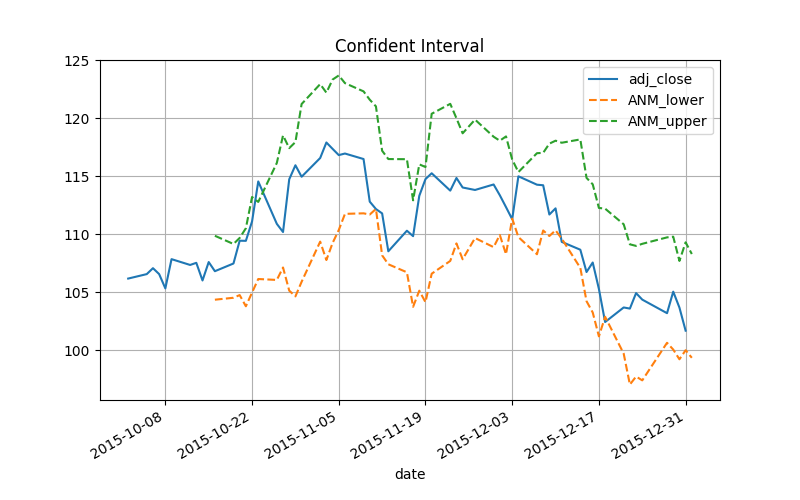 Confident Interval
adj_close
ANM_lower
ANM_upper
125
120
115
110
105
100
2015-10-08
2015-10-22
2015-11-05
2015-11-19
2015-12-03
2015-12-17
2015-12-31
date